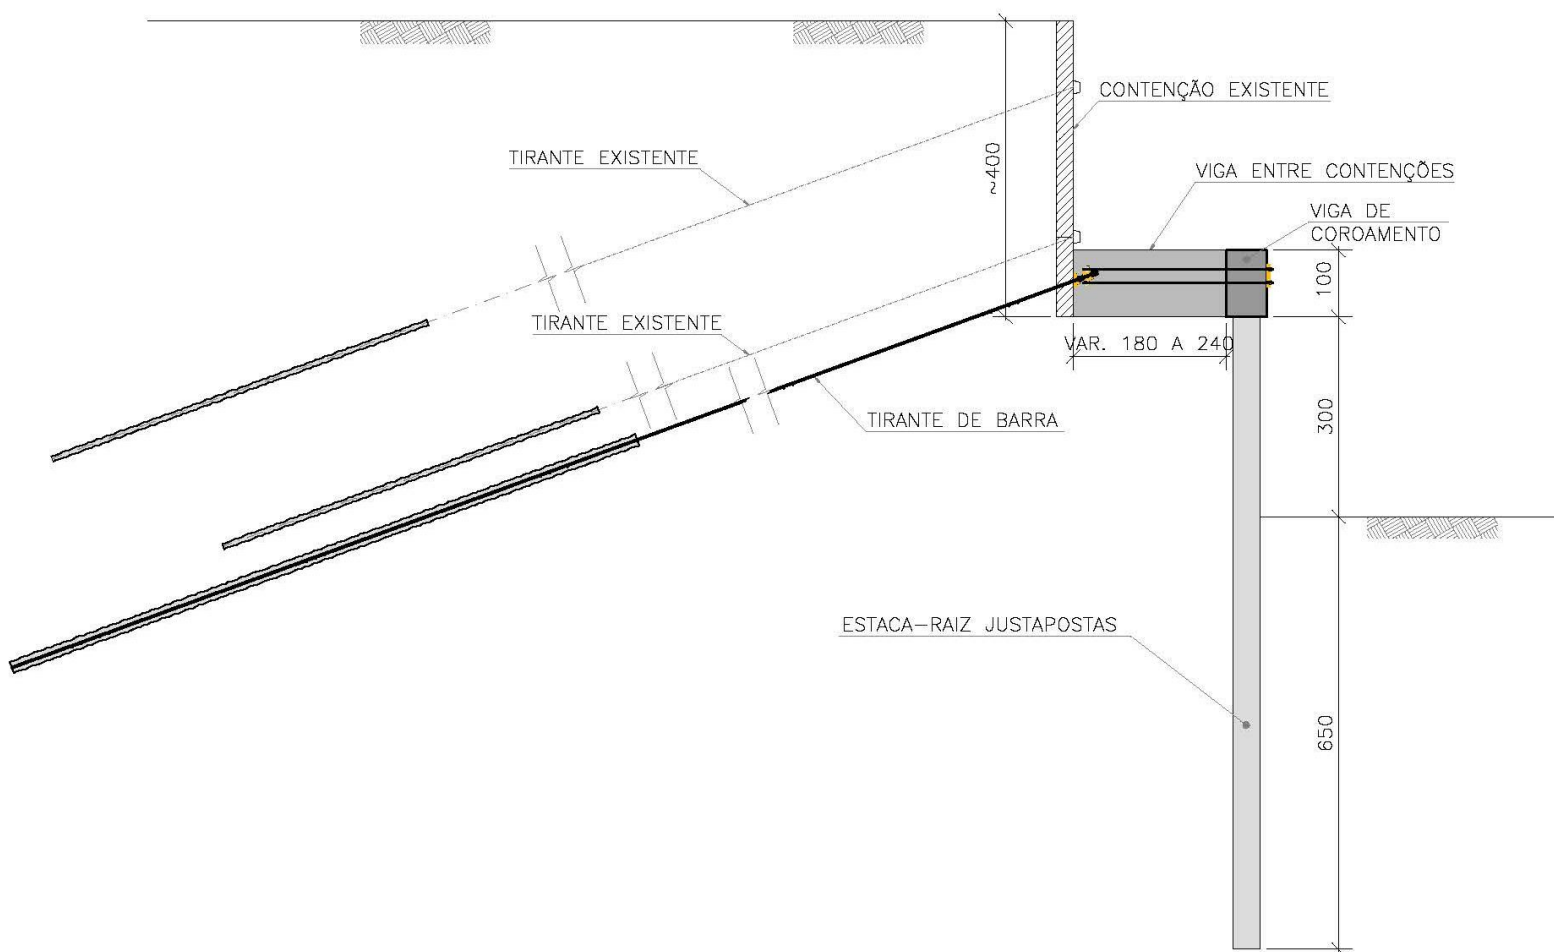 CONTENÇÃO EXISTENTE
TIRANTE EXISTENTE
~400
VIGA ENTRE CONTENÇÕES
VIGA DE
COROAMENTO
100
TIRANTE EXISTENTE
VAR. 180 A 240
TIRANTE DE BARRA
300
ESTACA-RAIZ JUSTAPOSTAS
650